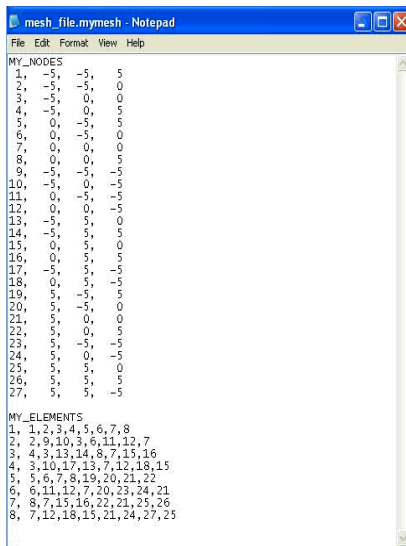 mesh_file.mymesh - Notepad
File Edit Format View Help
MY_NODES
1, -5, -5, 5
2, -5, -5, 0
3, -5, 0, 0
4, -5, 0, 5
5, 0, -5, 5
6, 0, -5, 0
7, 0, 0, 0
8, 0, 0, 5
9, -5, -5, -5
10, -5, 0, -5
11, 0, -5, -5
12, 0, 0, -5
13, -5, 5, 0
14, -5, 5, 5
15, 0, 5, 0
16, 0, 5, 5
17, -5, 5, -5
18, 0, 5, -5
19, 5, -5, 5
20, 5, -5, 0
21, 5, 0, 0
22, 5, 0, 5
23, 5, -5, -5
24, 5, 0, -5
25, 5, 5, 0
26, 5, 5, 5
27, 5, 5, -5
MY_ELEMENTS
1, 1,2,3,4,5,6,7,8
2, 2,9,10,3,6,11,12,7
3, 4,3,13,14,8,7,15,16
4, 3,10,17,13,7,12,18,15
5, 5,6,7,8,19,20,21,22
6, 6,11,12,7,20,23,24,21
7, 8,7,15,16,22,21,25,26
8, 7,12,18,15,21,24,27,25